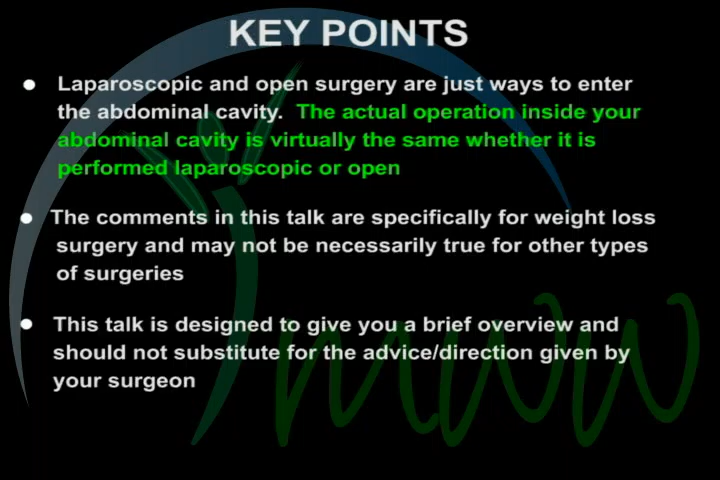 KEY POINTS
● Laparoscopic and open surgery are just ways to enter
the abdominal cavity. The actual operation inside your
abdominal cavity is virtually the same whether it is
performed laparoscopic or open
● The comments in this talk are specifically for weight loss
surgery and may not be necessarily true for other types
of surgeries
● This talk is designed to give you a brief overview and
should not substitute for the advice/direction given by
your surgeon
mww